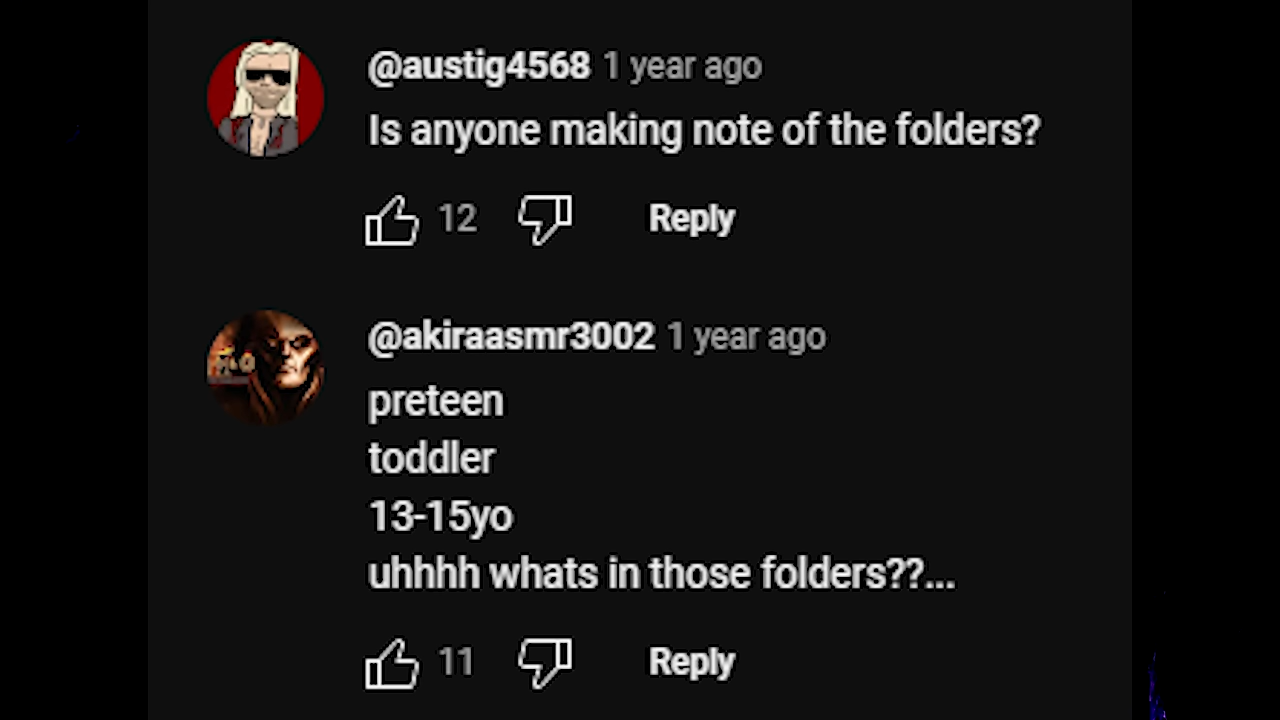 @austig4568 1 year ago
Is anyone making note of the folders?
12 Reply
@akiraasmr3002 1 year ago
preteen
toddler
13-15yo
uhhhh whats in those folders??...
11 Reply